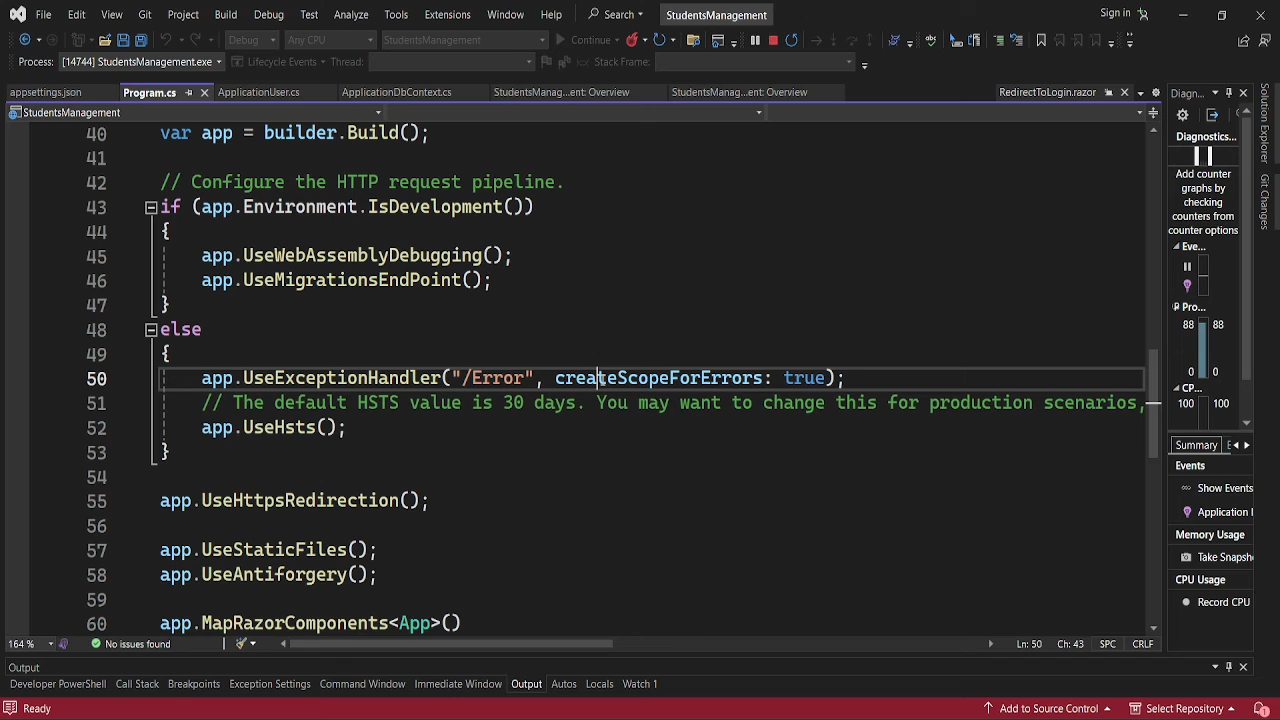 File Edit View Git Project Build Debug Test Analyze Tools Extensions Window Help Search StudentsManagement Sign in
Debug Any CPU StudentsManagement Continue
Process: [14744] StudentsManagement.exe Lifecycle Events Thread: Stack Frame:
appsettings.json Program.cs ApplicationUser.cs ApplicationDbContext.cs StudentsManag...ent: Overview StudentsManag...ent: Overview RedirectToLogin.razor Diagn...
StudentsManagement
40 var app = builder.Build();
41
42 // Configure the HTTP request pipeline.
43 if (app.Environment.IsDevelopment())
44 {
45 app.UseWebAssemblyDebugging();
46 app.UseMigrationsEndPoint();
47 }
48 else
49 {
50 app.UseExceptionHandler("/Error", createScopeForErrors: true);
51 // The default HSTS value is 30 days. You may want to change this for production scenarios,
52 app.UseHsts();
53 }
54
55 app.UseHttpsRedirection();
56
57 app.UseStaticFiles();
58 app.UseAntiforgery();
59
60 app.MapRazorComponents<App>()
Diagnostics
Add counter
graphs by
checking
counters from
counter options
Eve...
Pro...
88 88
0 0
CP...
100 100
Summary E
Events
Show Events
Application I
Memory Usage
Take Snapsh
CPU Usage
Record CPU
Solution Explorer
Git Changes
164 % No issues found Ln: 50 Ch: 43 SPC CRLF
Output
Developer PowerShell Call Stack Breakpoints Exception Settings Command Window Immediate Window Output Autos Locals Watch 1
Ready Add to Source Control Select Repository 1